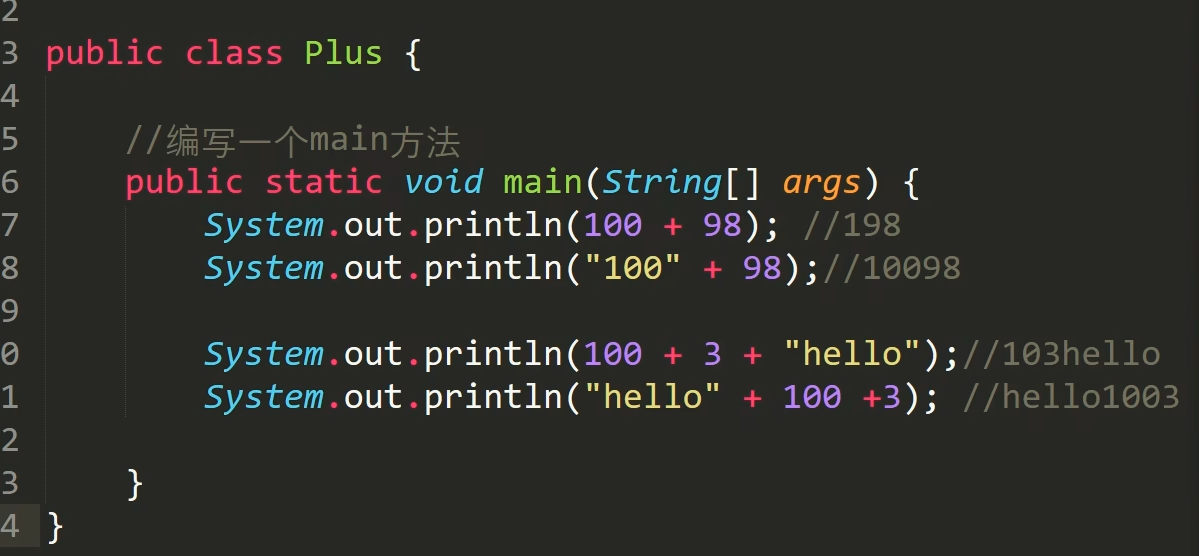 2
3 public class Plus {
4
5 //编写一个main方法
6 public static void main(String[] args) {
7 System.out.println(100 + 98); //198
8 System.out.println("100" + 98);//10098
9
0 System.out.println(100 + 3 + "hello");//103hello
1 System.out.println("hello" + 100 +3); //hello1003
2
3 }
4 }